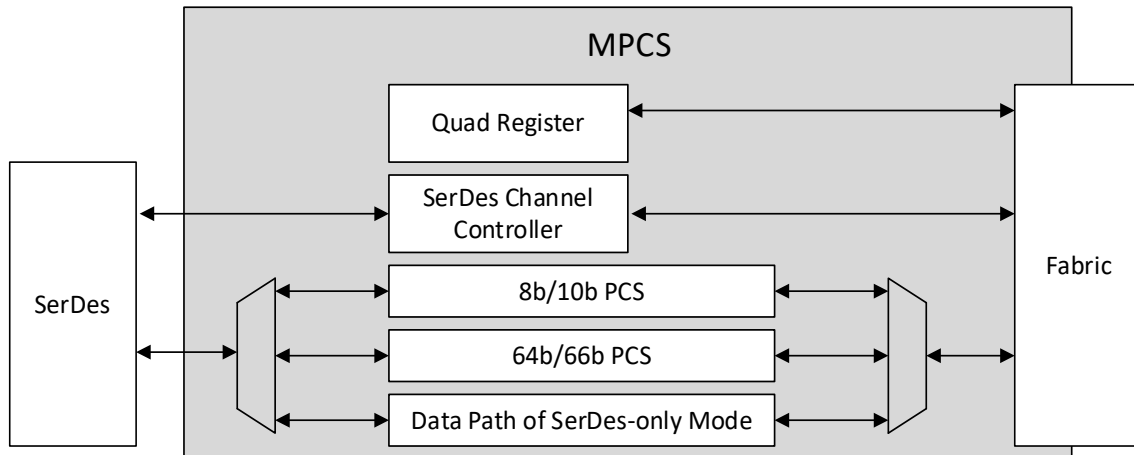 MPCS
Quad Register
SerDes Channel
Controller
8b/10b PCS
64b/66b PCS
Data Path of SerDes-only Mode
SerDes
Fabric